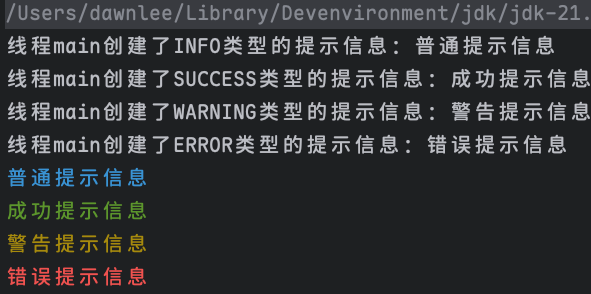 /Users/dawnlee/Library/Devenvironment/jdk/jdk-21.
线程main创建了INFO类型的提示信息：普通提示信息
线程main创建了SUCCESS类型的提示信息：成功提示信息
线程main创建了WARNING类型的提示信息：警告提示信息
线程main创建了ERROR类型的提示信息：错误提示信息
普通提示信息
成功提示信息
警告提示信息
错误提示信息